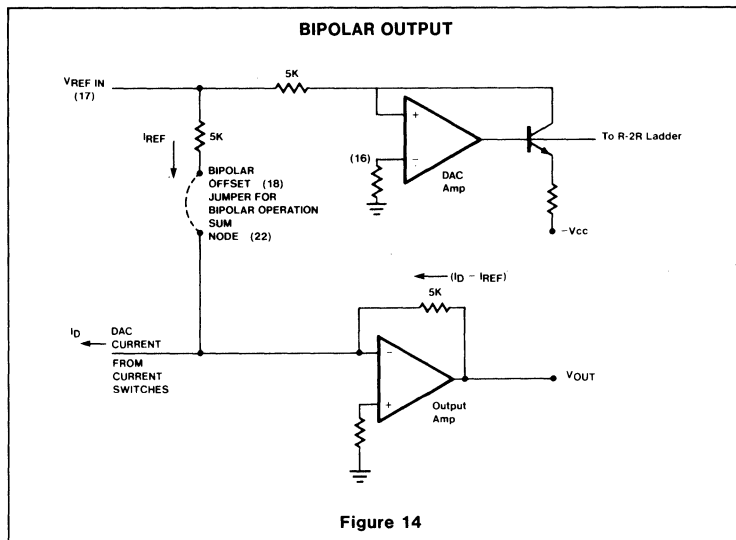 BIPOLAR OUTPUT
VREF IN
(17)
5K
IREF
5K
BIPOLAR
OFFSET (18)
JUMPER FOR
BIPOLAR OPERATION
SUM
NODE (22)
+
(16)
−
DAC
Amp
To R-2R Ladder
−Vcc
(ID − IREF)
5K
ID
DAC
CURRENT
FROM
CURRENT
SWITCHES
−
+
Output
Amp
VOUT
Figure 14